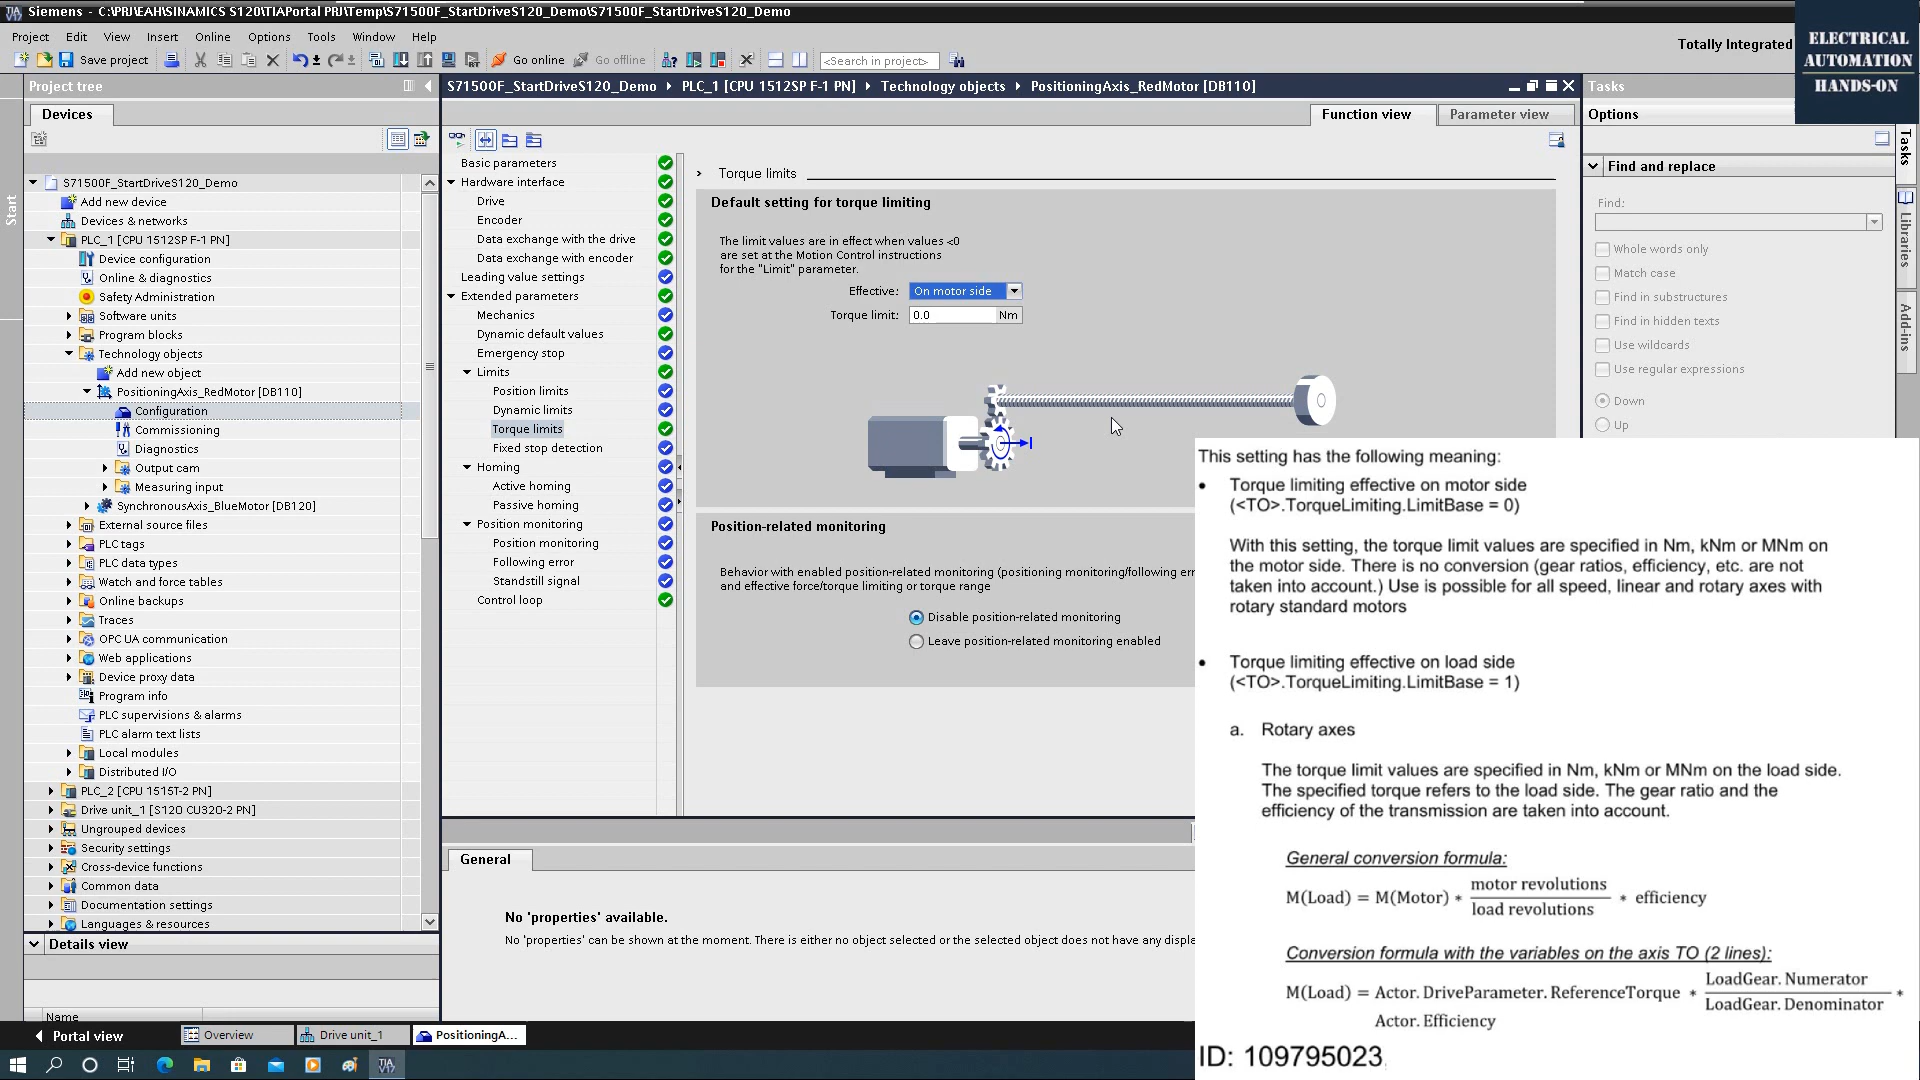 Siemens - C:\PRJ\EAH\SINAMICS S120\TIAPortal PRJ\Temp\S71500F_StartDriveS120_Demo\S71500F_StartDriveS120_Demo
Project Edit View Insert Online Options Tools Window Help
Totally Integrated
ELECTRICAL
AUTOMATION
HANDS-ON
Save project
Go online
Go offline
<Search in project>
Project tree
Devices
Start
S71500F_StartDriveS120_Demo
Add new device
Devices & networks
PLC_1 [CPU 1512SP F-1 PN]
Device configuration
Online & diagnostics
Safety Administration
Software units
Program blocks
Technology objects
Add new object
PositioningAxis_RedMotor [DB110]
Configuration
Commissioning
Diagnostics
Output cam
Measuring input
SynchronousAxis_BlueMotor [DB120]
External source files
PLC tags
PLC data types
Watch and force tables
Online backups
Traces
OPC UA communication
Web applications
Device proxy data
Program info
PLC supervisions & alarms
PLC alarm text lists
Local modules
Distributed I/O
PLC_2 [CPU 1515T-2 PN]
Drive unit_1 [S120 CU320-2 PN]
Ungrouped devices
Security settings
Cross-device functions
Common data
Documentation settings
Languages & resources
Details view
Name
S71500F_StartDriveS120_Demo PLC_1 [CPU 1512SP F-1 PN] Technology objects PositioningAxis_RedMotor [DB110]
Function view
Parameter view
Basic parameters
Hardware interface
Drive
Encoder
Data exchange with the drive
Data exchange with encoder
Leading value settings
Extended parameters
Mechanics
Dynamic default values
Emergency stop
Limits
Position limits
Dynamic limits
Torque limits
Fixed stop detection
Homing
Active homing
Passive homing
Position monitoring
Position monitoring
Following error
Standstill signal
Control loop
Torque limits
Default setting for torque limiting
The limit values are in effect when values <0
are set at the Motion Control instructions
for the "Limit" parameter.
Effective: On motor side
Torque limit: 0.0 Nm
Position-related monitoring
Behavior with enabled position-related monitoring (positioning monitoring/following err
and effective force/torque limiting or torque range
Disable position-related monitoring
Leave position-related monitoring enabled
General
No 'properties' available.
No 'properties' can be shown at the moment. There is either no object selected or the selected object does not have any displa
Tasks
Options
Find and replace
Find:
Whole words only
Match case
Find in substructures
Find in hidden texts
Use wildcards
Use regular expressions
Down
Up
Tasks
Libraries
Add-ins
This setting has the following meaning:
• Torque limiting effective on motor side
(<TO>.TorqueLimiting.LimitBase = 0)
With this setting, the torque limit values are specified in Nm, kNm or MNm on
the motor side. There is no conversion (gear ratios, efficiency, etc. are not
taken into account.) Use is possible for all speed, linear and rotary axes with
rotary standard motors
• Torque limiting effective on load side
(<TO>.TorqueLimiting.LimitBase = 1)
a. Rotary axes
The torque limit values are specified in Nm, kNm or MNm on the load side.
The specified torque refers to the load side. The gear ratio and the
efficiency of the transmission are taken into account.
General conversion formula:
M(Load) = M(Motor) * motor revolutions / load revolutions * efficiency
Conversion formula with the variables on the axis TO (2 lines):
M(Load) = Actor. DriveParameter. ReferenceTorque * LoadGear. Numerator / LoadGear. Denominator *
Actor. Efficiency
ID: 109795023
Portal view
Overview
Drive unit_1
PositioningA...